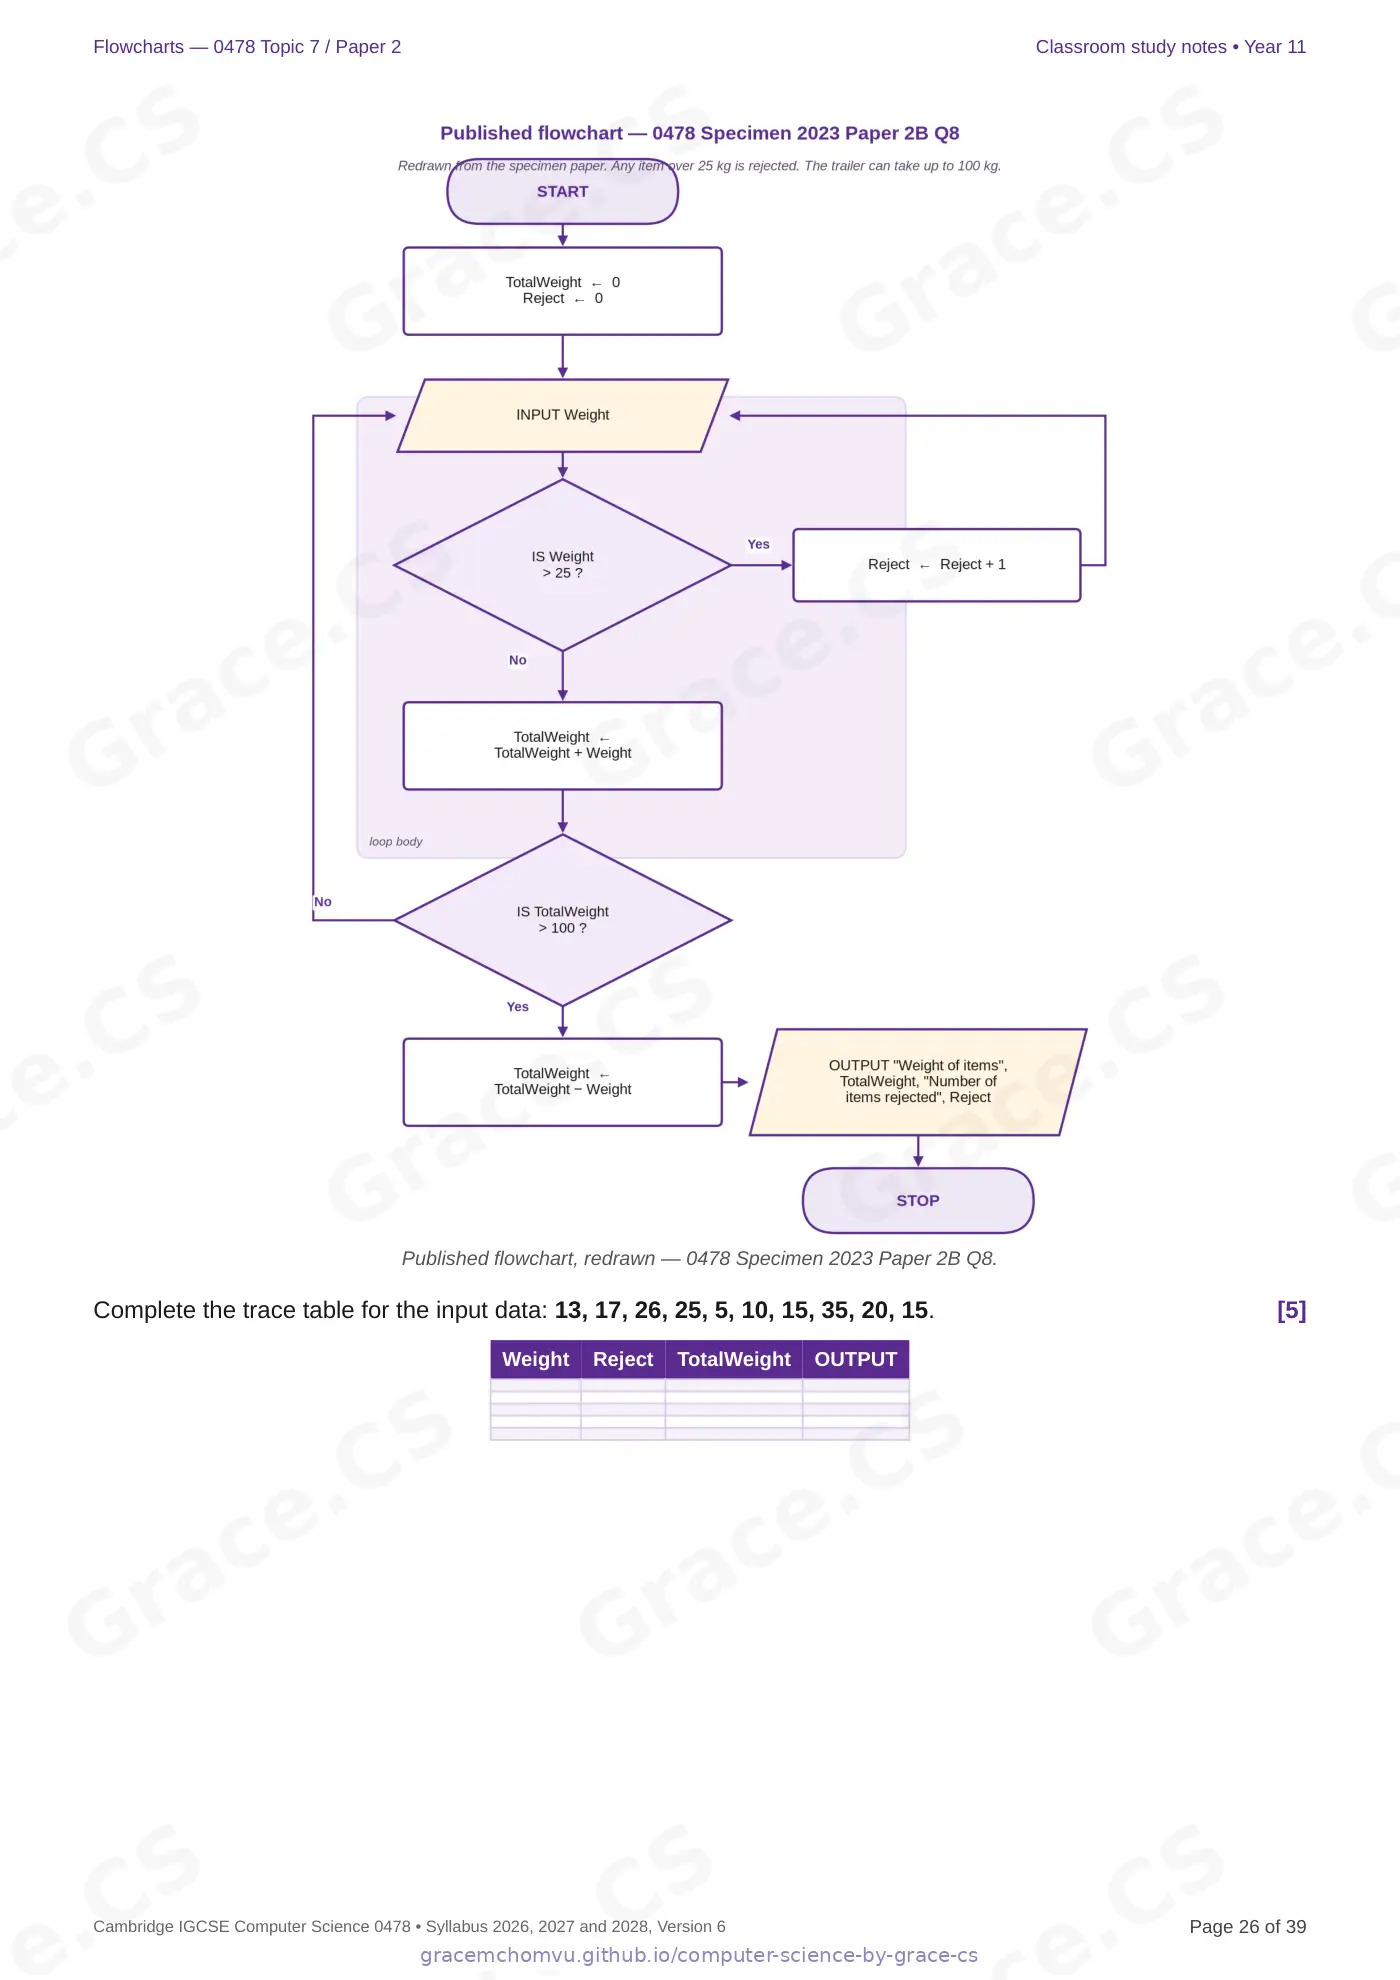 Flowcharts — 0478 Topic 7 / Paper 2
Classroom study notes • Year 11
Published flowchart — 0478 Specimen 2023 Paper 2B Q8
Redrawn from the specimen paper. Any item over 25 kg is rejected. The trailer can take up to 100 kg.
START
TotalWeight ← 0
Reject ← 0
INPUT Weight
IS Weight
> 25 ?
Yes
Reject ← Reject + 1
No
TotalWeight ←
TotalWeight + Weight
loop body
No
IS TotalWeight
> 100 ?
Yes
TotalWeight ←
TotalWeight − Weight
OUTPUT "Weight of items",
TotalWeight, "Number of
items rejected", Reject
STOP
Published flowchart, redrawn — 0478 Specimen 2023 Paper 2B Q8.
Complete the trace table for the input data: 13, 17, 26, 25, 5, 10, 15, 35, 20, 15. [5]
Weight Reject TotalWeight OUTPUT
Cambridge IGCSE Computer Science 0478 • Syllabus 2026, 2027 and 2028, Version 6
Page 26 of 39
gracemchomvu.github.io/computer-science-by-grace-cs
Grace.CS